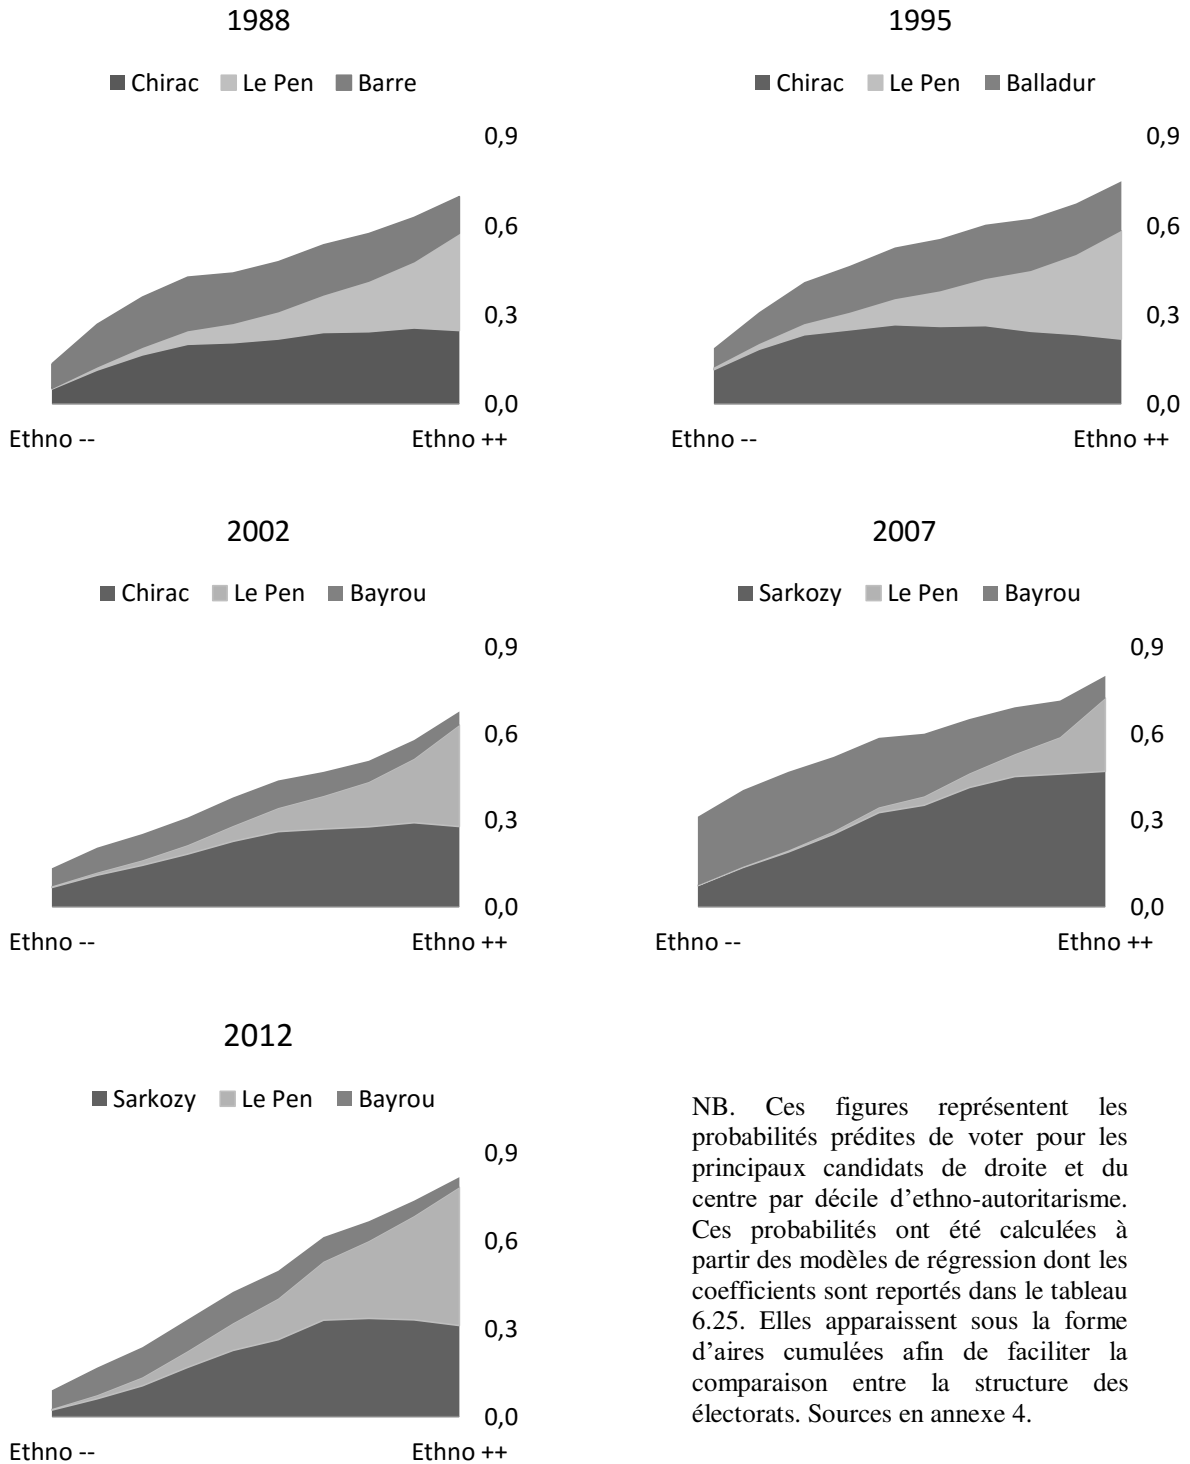 1988
Chirac Le Pen Barre
0,9
0,6
0,3
0,0
Ethno -- Ethno ++
1995
Chirac Le Pen Balladur
0,9
0,6
0,3
0,0
Ethno -- Ethno ++
2002
Chirac Le Pen Bayrou
0,9
0,6
0,3
0,0
Ethno -- Ethno ++
2007
Sarkozy Le Pen Bayrou
0,9
0,6
0,3
0,0
Ethno -- Ethno ++
2012
Sarkozy Le Pen Bayrou
0,9
0,6
0,3
0,0
Ethno -- Ethno ++
NB. Ces figures représentent les
probabilités prédites de voter pour les
principaux candidats de droite et du
centre par décile d’ethno-autoritarisme.
Ces probabilités ont été calculées à
partir des modèles de régression dont les
coefficients sont reportés dans le tableau
6.25. Elles apparaissent sous la forme
d’aires cumulées afin de faciliter la
comparaison entre la structure des
électorats. Sources en annexe 4.